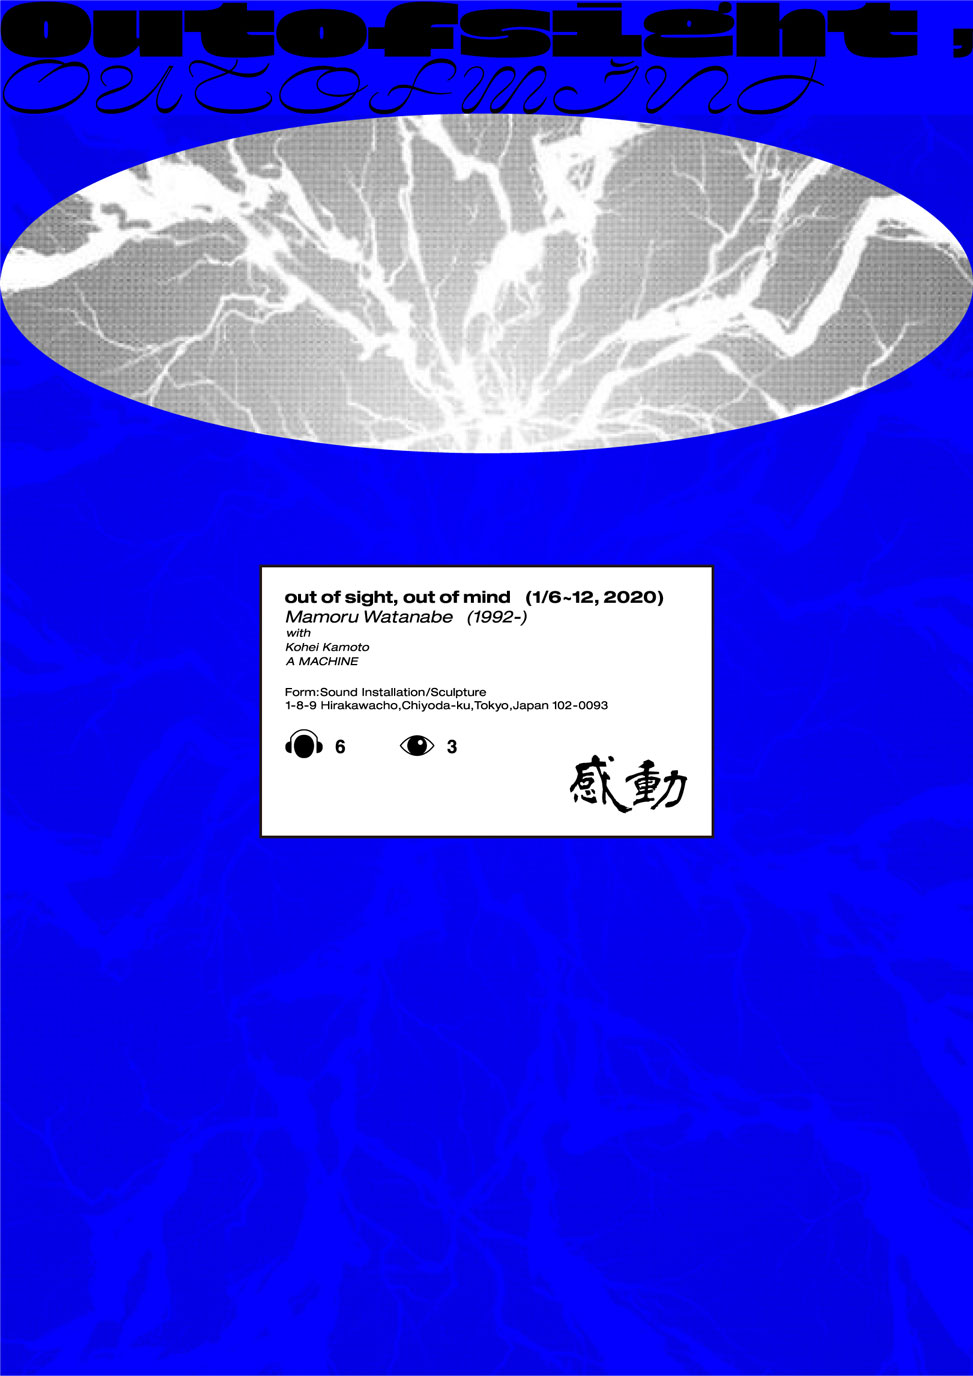 Outofsight,
OUTOFMIND
out of sight, out of mind (1/6~12, 2020)
Mamoru Watanabe (1992-)
with
Kohei Kamoto
A MACHINE
Form:Sound Installation/Sculpture
1-8-9 Hirakawacho,Chiyoda-ku,Tokyo,Japan 102-0093
6 3
感動